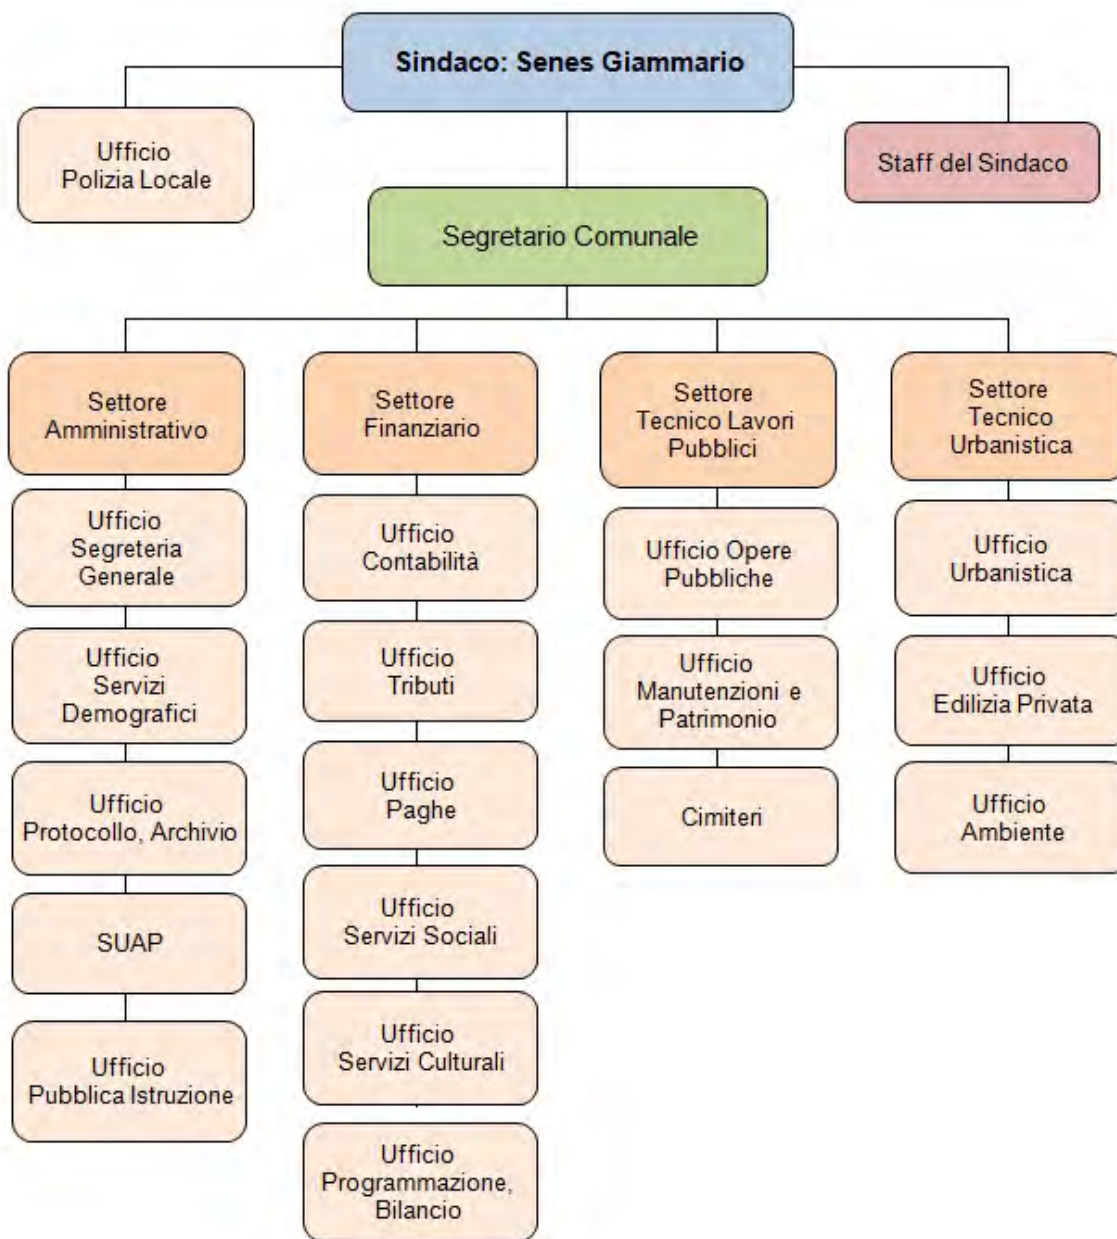 Sindaco: Senes Giammario
Ufficio
Polizia Locale
Staff del Sindaco
Segretario Comunale
Settore
Amministrativo
Ufficio
Segreteria
Generale
Ufficio
Servizi
Demografici
Ufficio
Protocollo, Archivio
SUAP
Ufficio
Pubblica Istruzione
Settore
Finanziario
Ufficio
Contabilità
Ufficio
Tributi
Ufficio
Paghe
Ufficio
Servizi Sociali
Ufficio
Servizi Culturali
Ufficio
Programmazione,
Bilancio
Settore
Tecnico Lavori
Pubblici
Ufficio Opere
Pubbliche
Ufficio
Manutenzioni e
Patrimonio
Cimiteri
Settore
Tecnico
Urbanistica
Ufficio
Urbanistica
Ufficio
Edilizia Privata
Ufficio
Ambiente